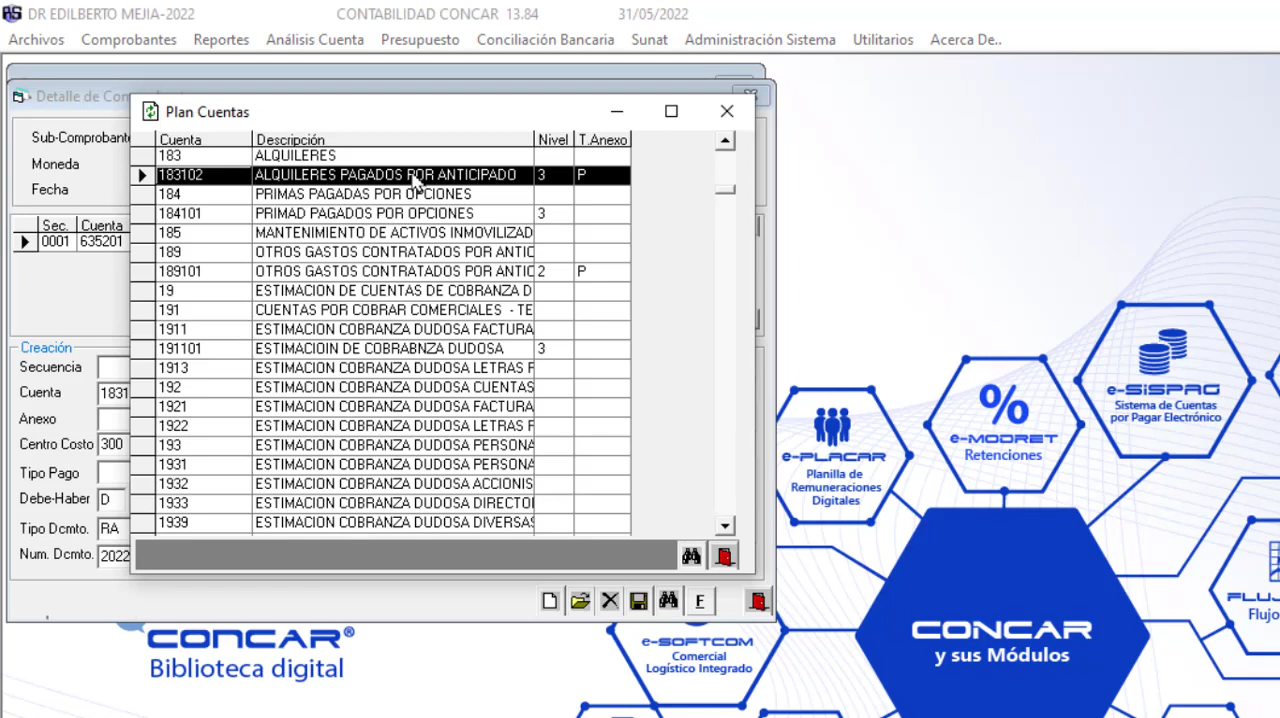 DR EDILBERTO MEJIA-2022 CONTABILIDAD CONCAR 13.84 31/05/2022
Archivos Comprobantes Reportes Análisis Cuenta Presupuesto Conciliación Bancaria Sunat Administración Sistema Utilitarios Acerca De..
Detalle de Com
Plan Cuentas
Sub-Comprobante
Moneda
Fecha
Sec. Cuenta
0001 635201
Cuenta Descripción Nivel T.Anexo
183 ALQUILERES
183102 ALQUILERES PAGADOS POR ANTICIPADO 3 P
184 PRIMAS PAGADAS POR OPCIONES
184101 PRIMAD PAGADOS POR OPCIONES 3
185 MANTENIMIENTO DE ACTIVOS INMOVILIZAD
189 OTROS GASTOS CONTRATADOS POR ANTIC
189101 OTROS GASTOS CONTRATADOS POR ANTIC 2 P
19 ESTIMACION DE CUENTAS DE COBRANZA D
191 CUENTAS POR COBRAR COMERCIALES - TE
1911 ESTIMACION COBRANZA DUDOSA FACTURA
191101 ESTIMACIOIN DE COBRABNZA DUDOSA 3
1913 ESTIMACION COBRANZA DUDOSA LETRAS F
192 ESTIMACION COBRANZA DUDOSA CUENTAS
1921 ESTIMACION COBRANZA DUDOSA FACTURA
1922 ESTIMACION COBRANZA DUDOSA LETRAS F
193 ESTIMACION COBRANZA DUDOSA PERSONA
1931 ESTIMACION COBRANZA DUDOSA PERSONA
1932 ESTIMACION COBRANZA DUDOSA ACCIONIS
1933 ESTIMACION COBRANZA DUDOSA DIRECTO
1939 ESTIMACION COBRANZA DUDOSA DIVERSAS
Creación
Secuencia
Cuenta 1831
Anexo
Centro Costo 300
Tipo Pago
Debe-Haber D
Tipo Dcmto. RA
Num. Dcmto. 2022
E
CONCAR®
Biblioteca digital
e-PLACAR
Planilla de
Remuneraciones
Digitales
%
e-MODRET
Retenciones
e-SISPAG
Sistema de Cuentas
por Pagar Electrónico
FLUJ
Flujo
e-SOFTCOM
Comercial
Logístico Integrado
CONCAR
y sus Módulos